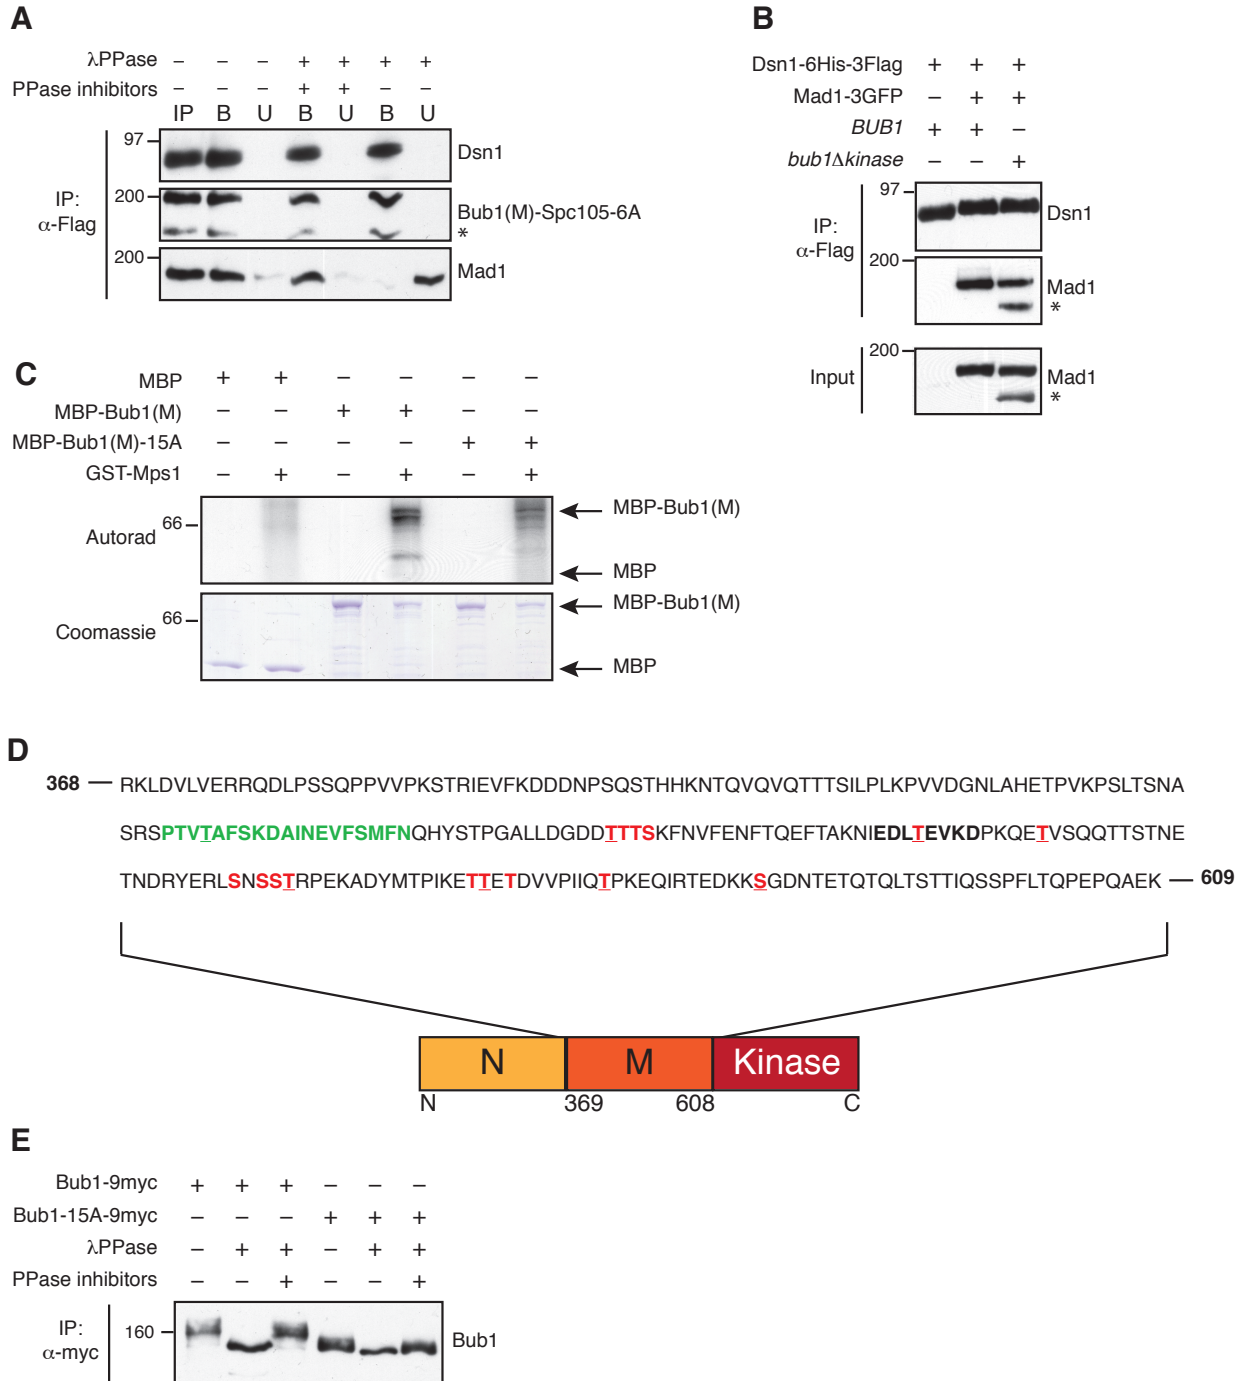 A
λPPase – – – + + + +
PPase inhibitors – – – + + – –
IP B U B U B U
97
Dsn1
IP:
α-Flag
200
Bub1(M)-Spc105-6A
*
200
Mad1
B
Dsn1-6His-3Flag + + +
Mad1-3GFP – + +
BUB1 + + –
bub1Δkinase – – +
97
Dsn1
IP:
α-Flag
200
Mad1
*
Input
200
Mad1
*
C
MBP + + – – – –
MBP-Bub1(M) – – + + – –
MBP-Bub1(M)-15A – – – – + +
GST-Mps1 – + – + – +
Autorad
66
MBP-Bub1(M)
MBP
Coomassie
66
MBP-Bub1(M)
MBP
D
368 — RKLDVLVERRQDLPSSQPPVVPKSTRIEVFKDDDNPSQSTHHKNTQVQVQTTTSILPLKPVVDGNLAHETPVKPSLTSNA
SRSPTVTAFSKDAINEVFSMFNQHYSTPGALLDGDDTTTSKFNVFENFTQEFTAKNIEDLTEVKDPKQETVSQQTTSTNE
TNDRYERLSNSSTRPEKADYMTPIKETTETDVVPIIQTPKEQIRTEDKKSGDNTETQTQLTSTTIQSSPFLTQPEPQAEK — 609
N M Kinase
N 369 608 C
E
Bub1-9myc + + + – – –
Bub1-15A-9myc – – – + + +
λPPase – + + – + +
PPase inhibitors – – + – – +
IP:
α-myc
160
Bub1